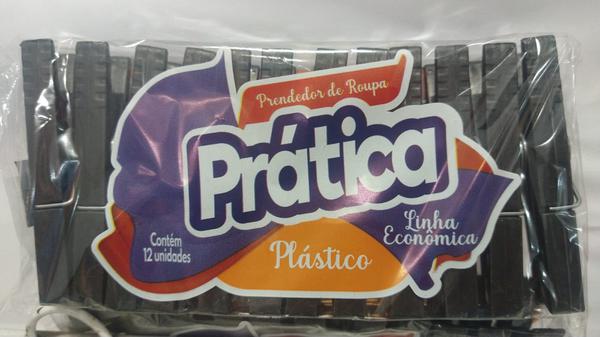 Prendedor de Roupa
Prática
Contém
12 unidades
Plástico
Linha
Econômica